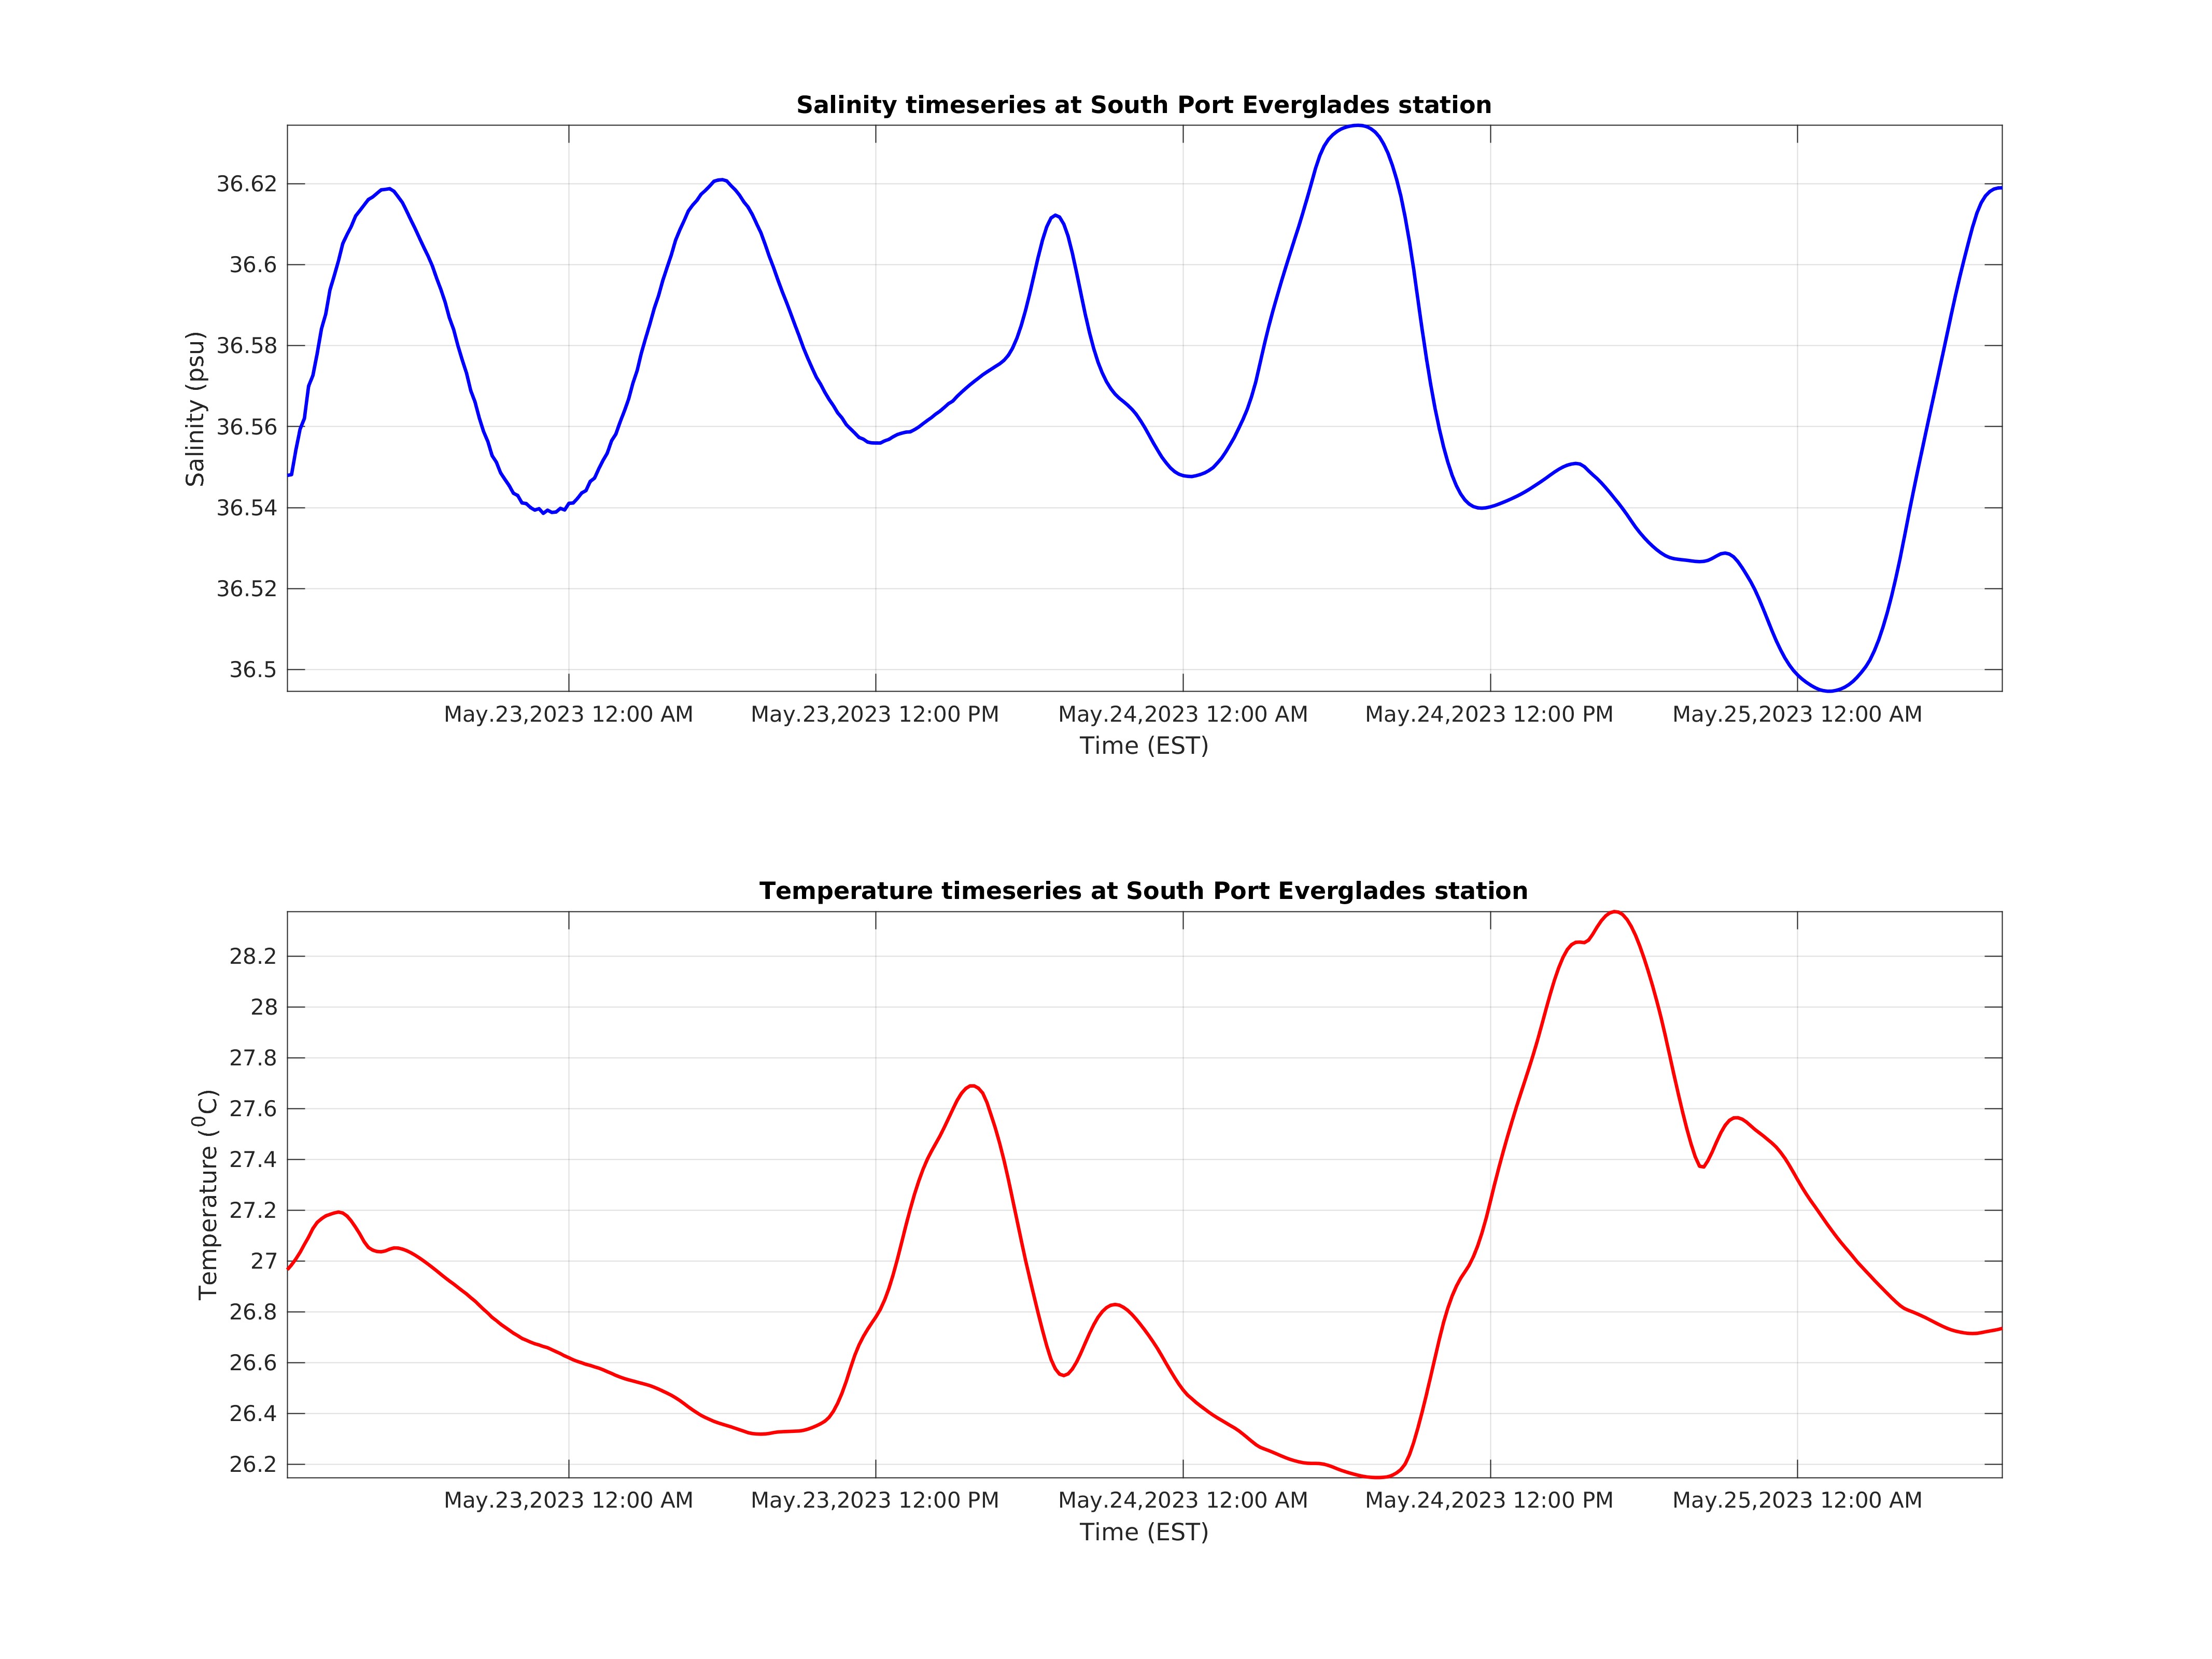 Salinity timeseries at South Port Everglades station
36.62
36.6
36.58
36.56
36.54
36.52
36.5
Salinity (psu)
May.23,2023 12:00 AM May.23,2023 12:00 PM May.24,2023 12:00 AM May.24,2023 12:00 PM May.25,2023 12:00 AM
Time (EST)
Temperature timeseries at South Port Everglades station
28.2
28
27.8
27.6
27.4
27.2
27
26.8
26.6
26.4
26.2
Temperature (⁰C)
May.23,2023 12:00 AM May.23,2023 12:00 PM May.24,2023 12:00 AM May.24,2023 12:00 PM May.25,2023 12:00 AM
Time (EST)